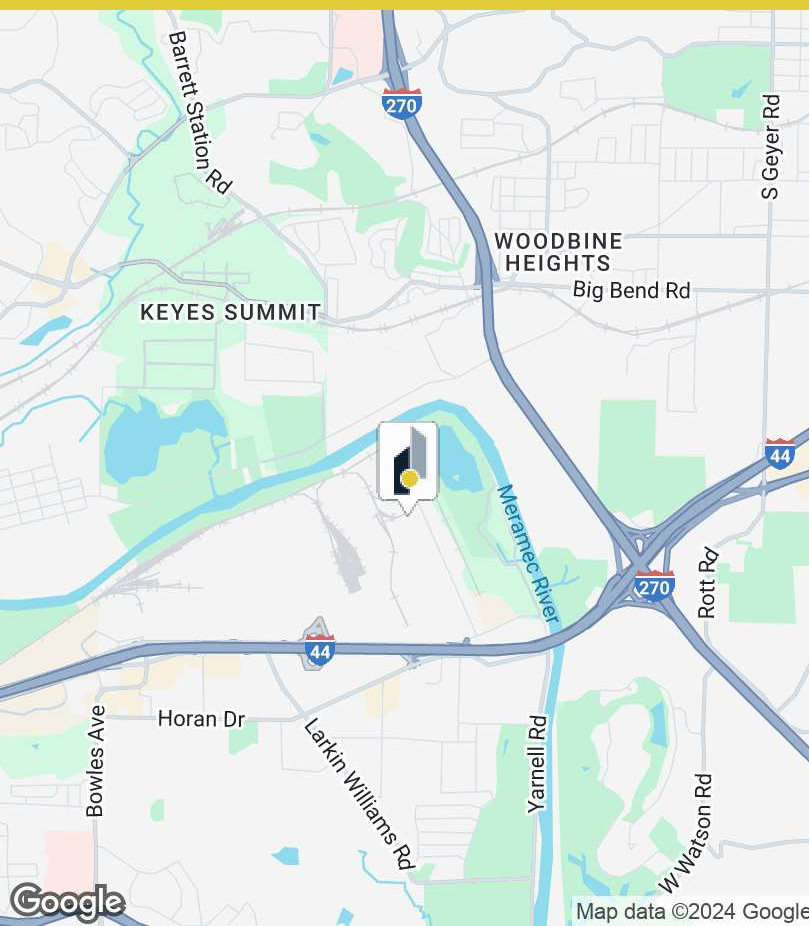 Barrett Station Rd
270
S Geyer Rd
WOODBINE
HEIGHTS
Big Bend Rd
KEYES SUMMIT
44
Meramec River
270
Rott Rd
44
Horan Dr
Bowles Ave
Larkin Williams Rd
Yarnell Rd
W Watson Rd
Google
Map data ©2024 Google